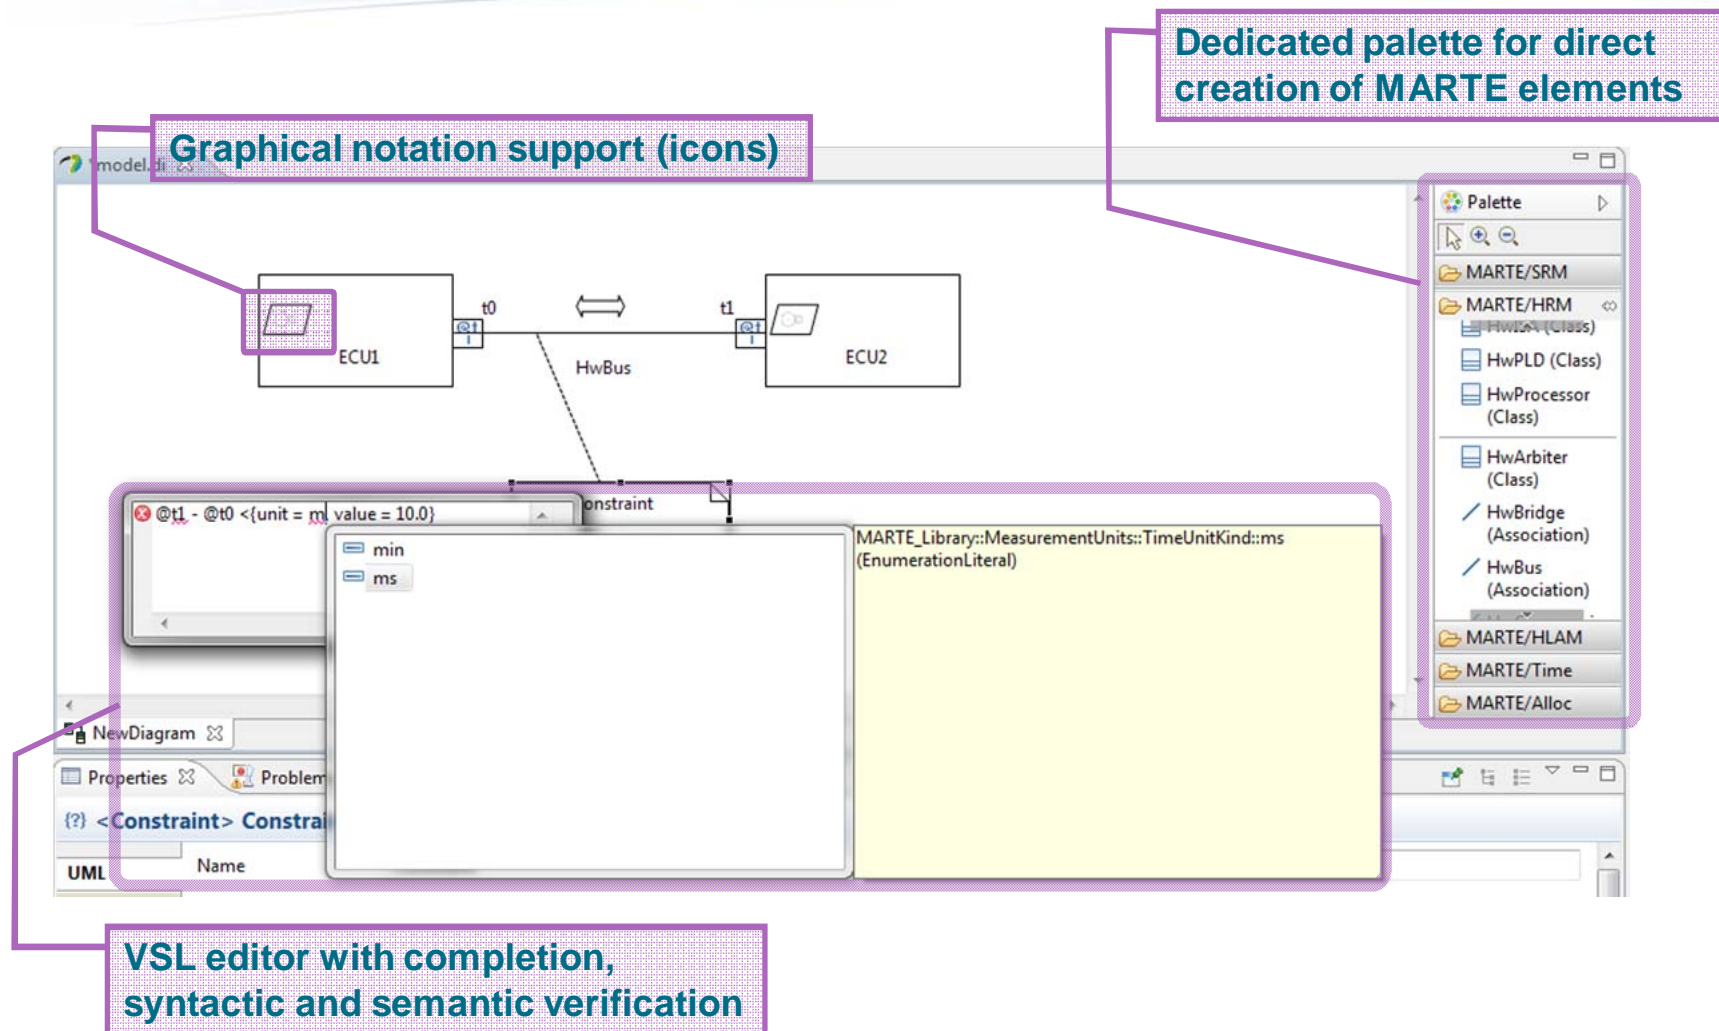 Dedicated palette for direct
creation of MARTE elements
Graphical notation support (icons)
*model.di
Palette
MARTE/SRM
MARTE/HRM
(Class)
HwPLD (Class)
HwProcessor
(Class)
HwArbiter
(Class)
HwBridge
(Association)
HwBus
(Association)
MARTE/HLAM
MARTE/Time
MARTE/Alloc
t0
t1
ECU1
HwBus
ECU2
onstraint
@t1 - @t0 <{unit = m, value = 10.0}
min
ms
MARTE_Library::MeasurementUnits::TimeUnitKind::ms
(EnumerationLiteral)
NewDiagram
Properties
Problem
<Constraint> Constrai
UML
Name
VSL editor with completion,
syntactic and semantic verification